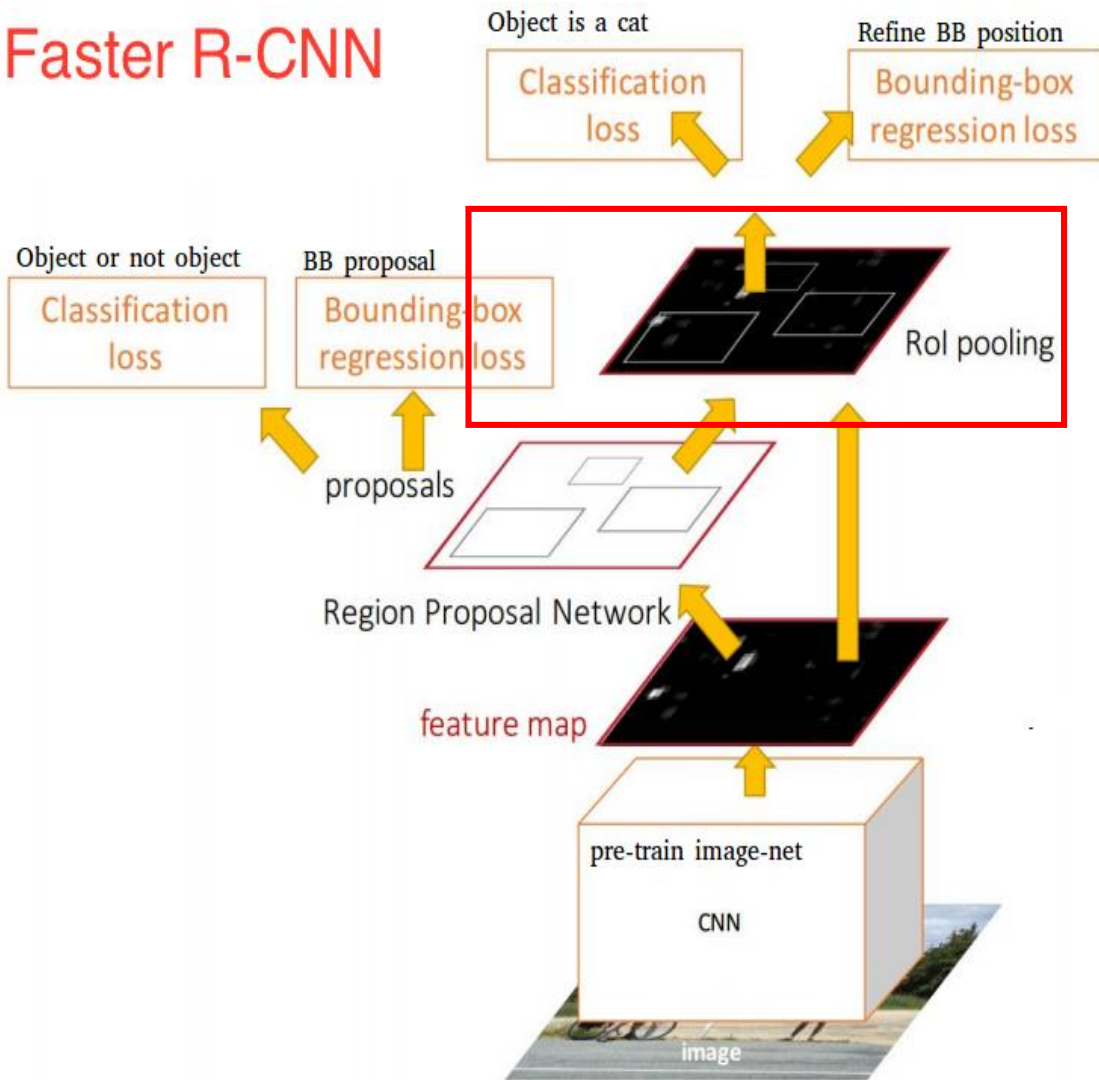 Faster R-CNN
Object is a cat
Classification
loss
Refine BB position
Bounding-box
regression loss
Object or not object
Classification
loss
BB proposal
Bounding-box
regression loss
RoI pooling
proposals
Region Proposal Network
feature map
pre-train image-net
CNN
image